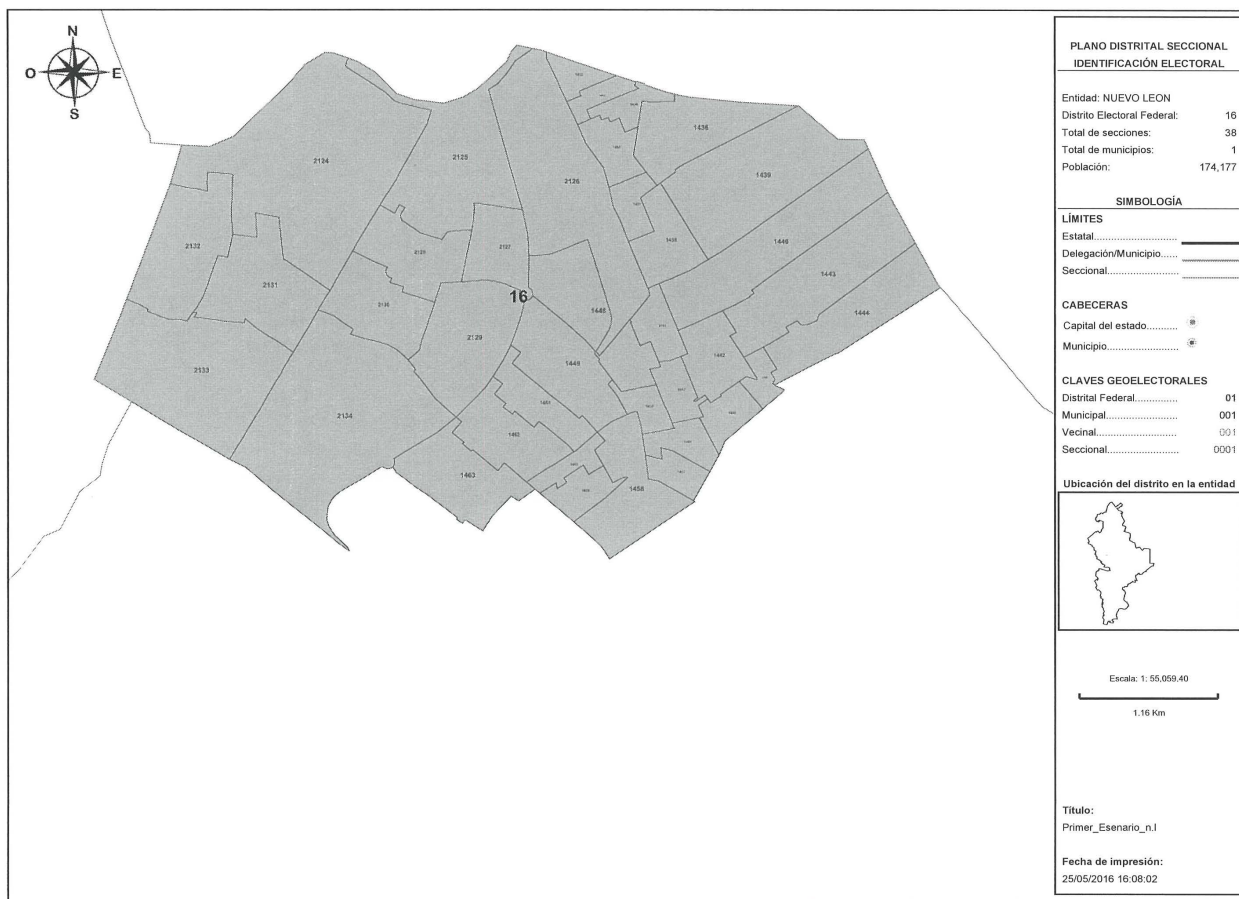 N
O
E
S
2124
2125
2126
1436
1439
2132
2131
2127
1446
1443
1444
16
2129
1448
1449
2133
2134
1462
1463
1458
PLANO DISTRITAL SECCIONAL
IDENTIFICACIÓN ELECTORAL
Entidad: NUEVO LEON
Distrito Electoral Federal: 16
Total de secciones: 38
Total de municipios: 1
Población: 174,177
SIMBOLOGÍA
LÍMITES
Estatal..........................
Delegación/Municipio......
Seccional.......................
CABECERAS
Capital del estado...........
Municipio........................
CLAVES GEOELECTORALES
Distrital Federal............... 01
Municipal........................ 001
Vecinal........................... 001
Seccional........................ 0001
Ubicación del distrito en la entidad
Escala: 1: 55,059.40
1.16 Km
Título:
Primer_Esenario_n.l
Fecha de impresión:
25/05/2016 16:08:02